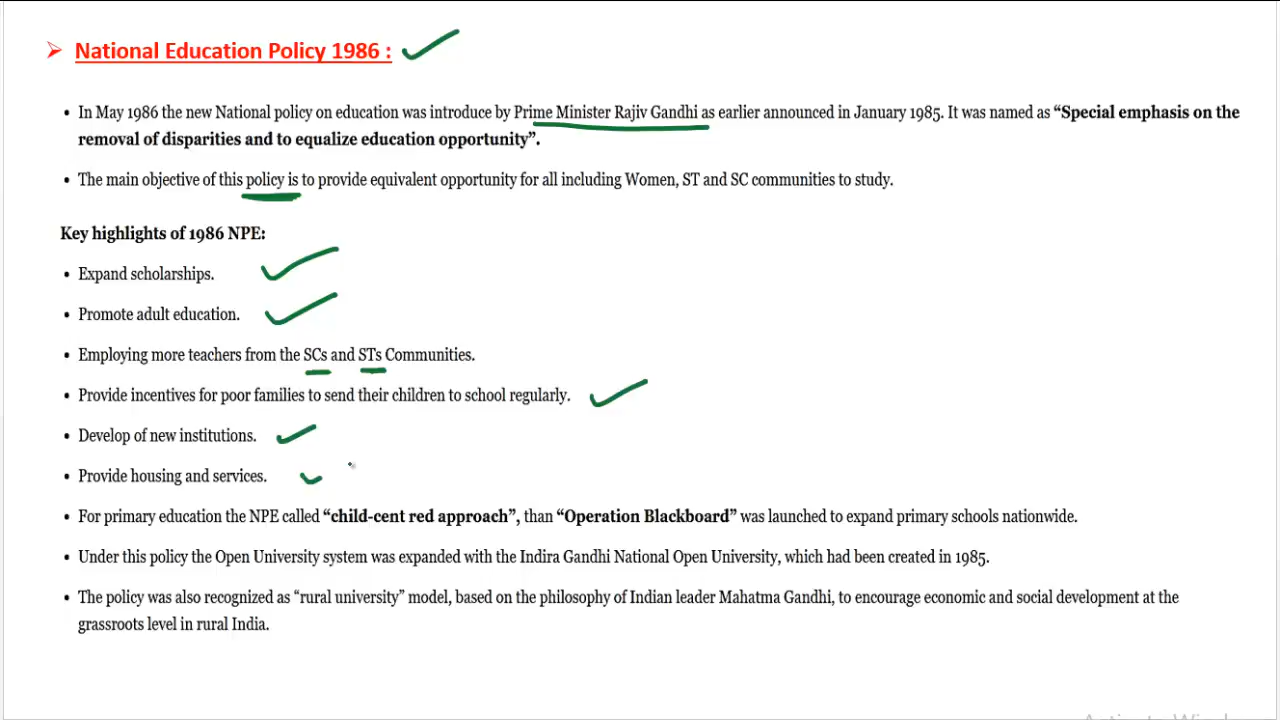 National Education Policy 1986 :
• In May 1986 the new National policy on education was introduce by Prime Minister Rajiv Gandhi as earlier announced in January 1985. It was named as “Special emphasis on the
removal of disparities and to equalize education opportunity”.
• The main objective of this policy is to provide equivalent opportunity for all including Women, ST and SC communities to study.
Key highlights of 1986 NPE:
• Expand scholarships.
• Promote adult education.
• Employing more teachers from the SCs and STs Communities.
• Provide incentives for poor families to send their children to school regularly.
• Develop of new institutions.
• Provide housing and services.
• For primary education the NPE called “child-cent red approach”, than “Operation Blackboard” was launched to expand primary schools nationwide.
• Under this policy the Open University system was expanded with the Indira Gandhi National Open University, which had been created in 1985.
• The policy was also recognized as “rural university” model, based on the philosophy of Indian leader Mahatma Gandhi, to encourage economic and social development at the
grassroots level in rural India.